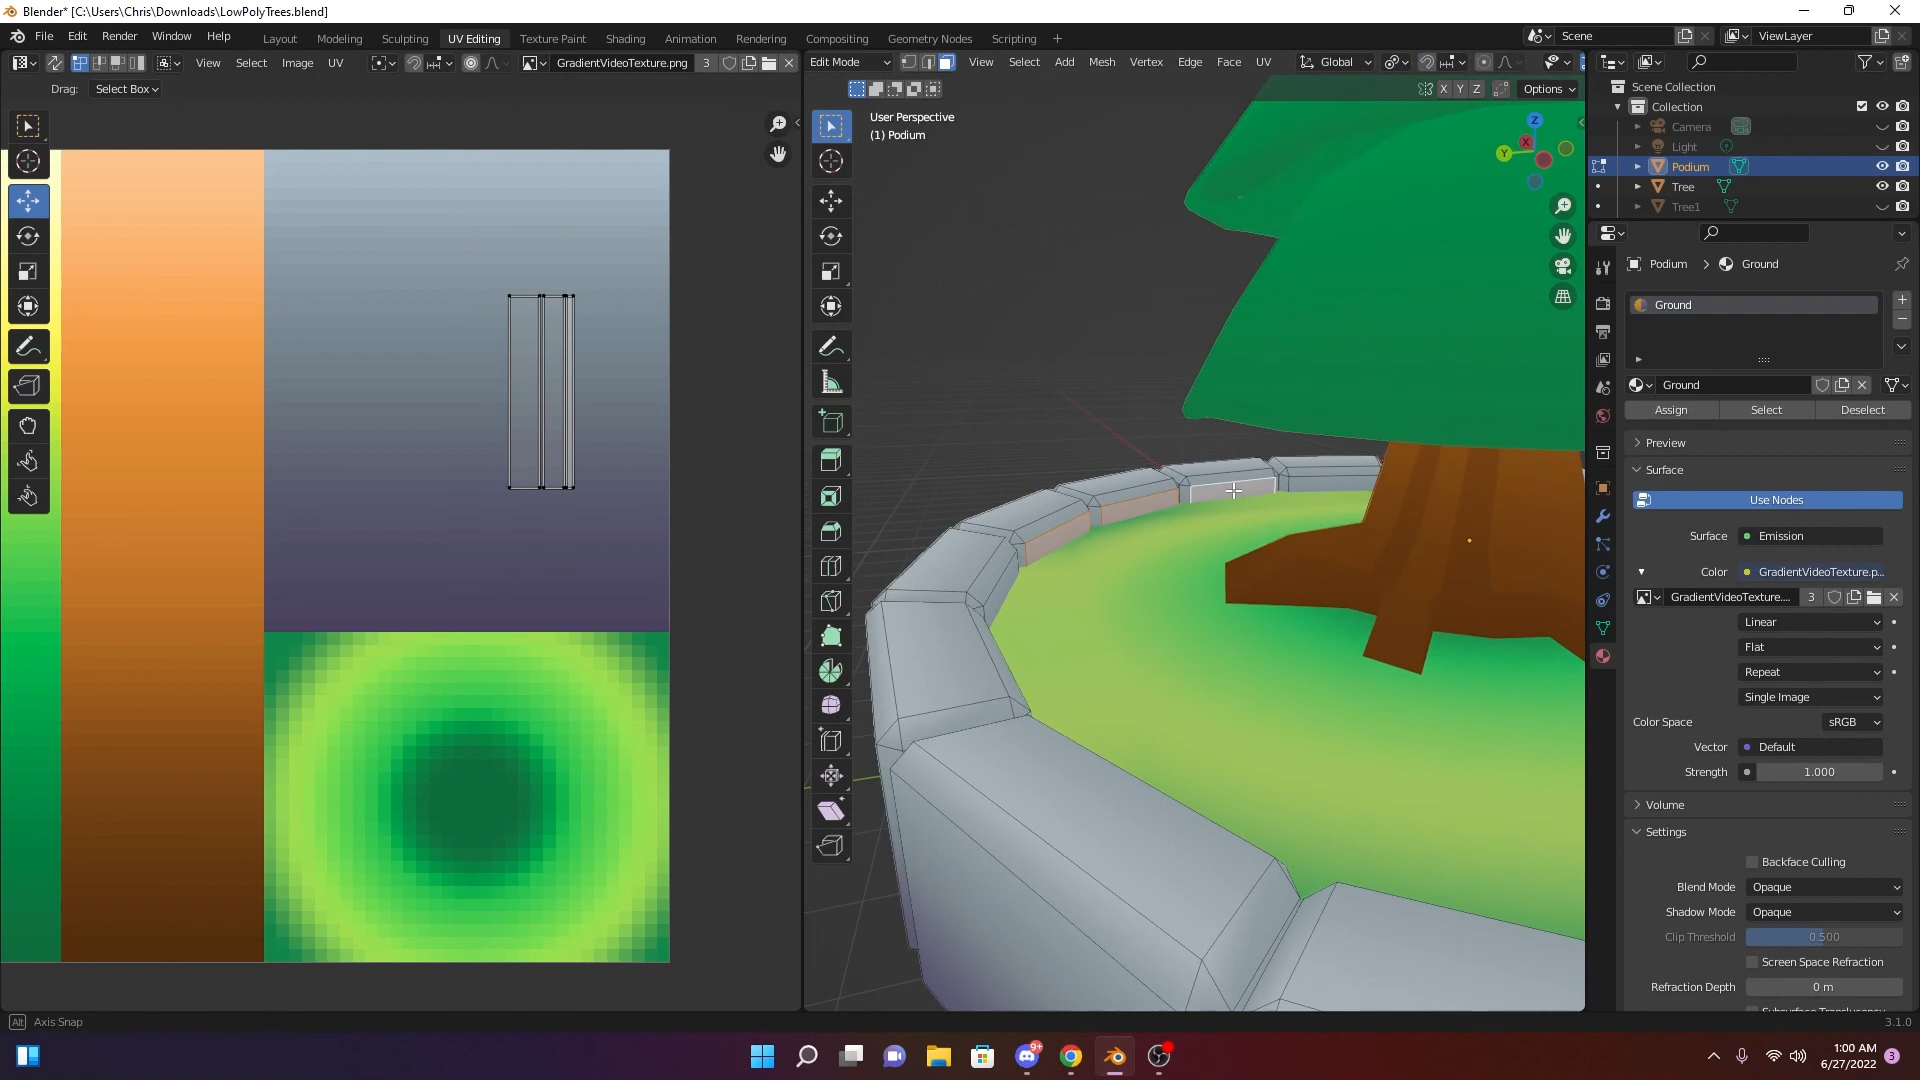 Blender* [C:\Users\Chris\Downloads\LowPolyTrees.blend]
File Edit Render Window Help
Layout Modeling Sculpting UV Editing Texture Paint Shading Animation Rendering Compositing Geometry Nodes Scripting
Scene
ViewLayer
View Select Image UV
GradientVideoTexture.png 3
Edit Mode
View Select Add Mesh Vertex Edge Face UV
Global
Drag: Select Box
X Y Z
Options
User Perspective
(1) Podium
Z
X
Y
Scene Collection
Collection
Camera
Light
Podium
Tree
Tree1
Podium
Ground
Ground
Ground
Assign Select Deselect
Preview
Surface
Use Nodes
Surface Emission
Color GradientVideoTexture.p...
GradientVideoTexture.... 3
Linear
Flat
Repeat
Single Image
Color Space sRGB
Vector Default
Strength 1.000
Volume
Settings
Backface Culling
Blend Mode Opaque
Shadow Mode Opaque
Clip Threshold 0.500
Screen Space Refraction
Refraction Depth 0 m
Alt Axis Snap
3.1.0
9+
1:00 AM
6/27/2022
3